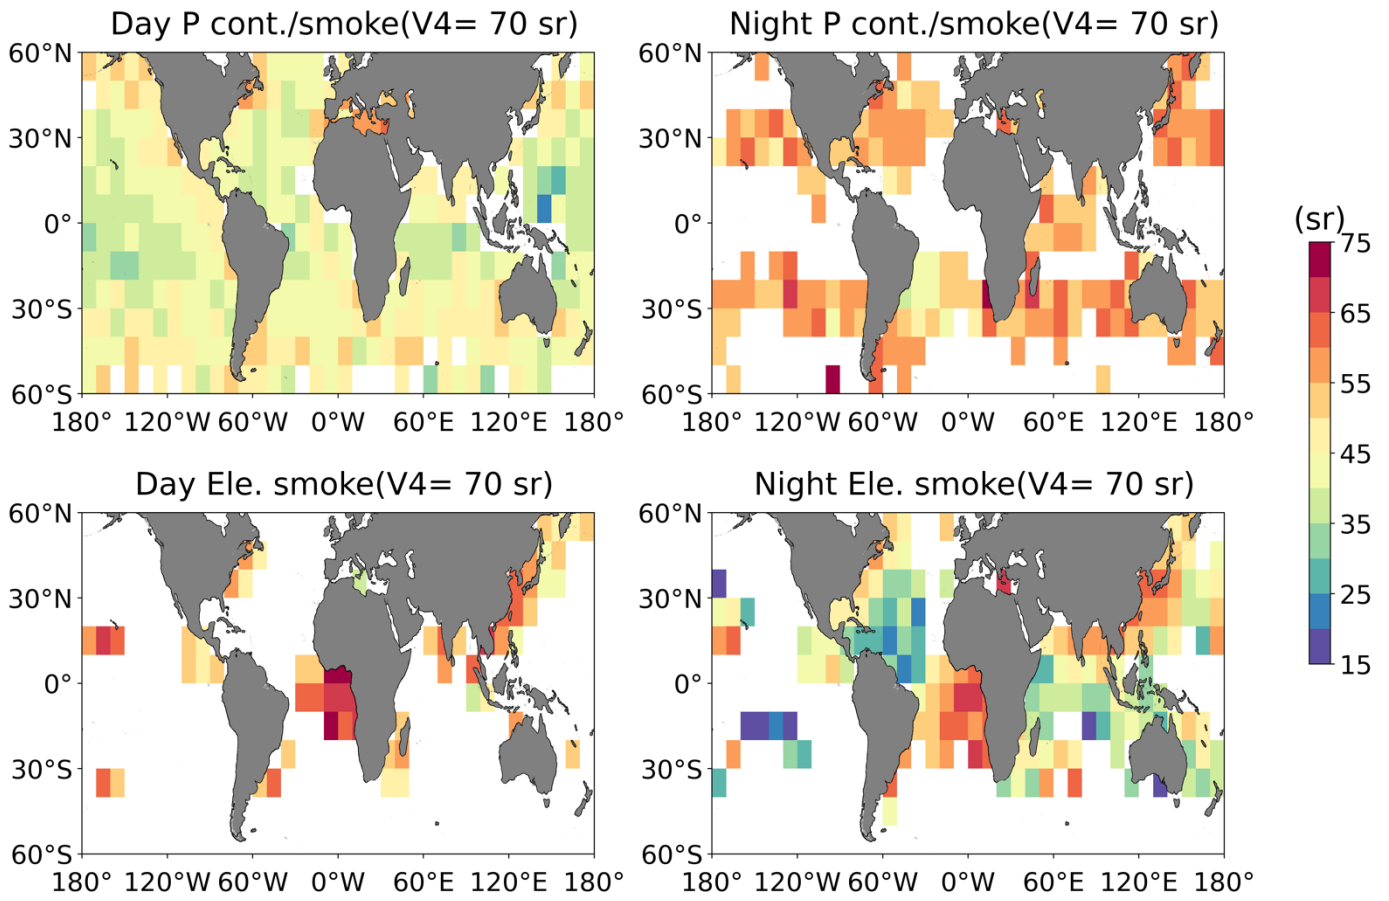 Day P cont./smoke(V4= 70 sr)
Night P cont./smoke(V4= 70 sr)
60°N
30°N
0°
30°S
60°S
180° 120°W 60°W 0°W 60°E 120°E 180°
60°N
30°N
0°
30°S
60°S
180° 120°W 60°W 0°W 60°E 120°E 180°
(sr)
75
65
55
45
35
25
15
Day Ele. smoke(V4= 70 sr)
Night Ele. smoke(V4= 70 sr)
60°N
30°N
0°
30°S
60°S
180° 120°W 60°W 0°W 60°E 120°E 180°
60°N
30°N
0°
30°S
60°S
180° 120°W 60°W 0°W 60°E 120°E 180°